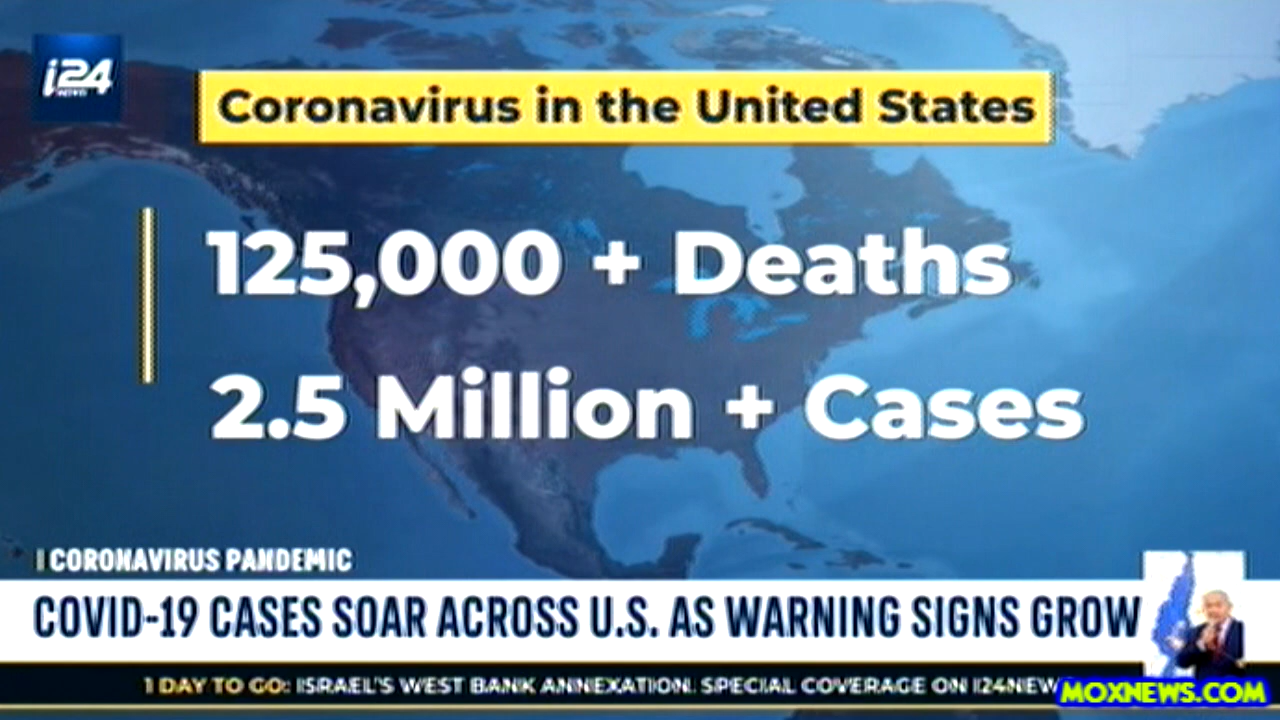 i24
NEWS
Coronavirus in the United States
125,000 + Deaths
2.5 Million + Cases
CORONAVIRUS PANDEMIC
COVID-19 CASES SOAR ACROSS U.S. AS WARNING SIGNS GROW
1 DAY TO GO: ISRAEL'S WEST BANK ANNEXATION. SPECIAL COVERAGE ON I24NEW
MOXNEWS.COM